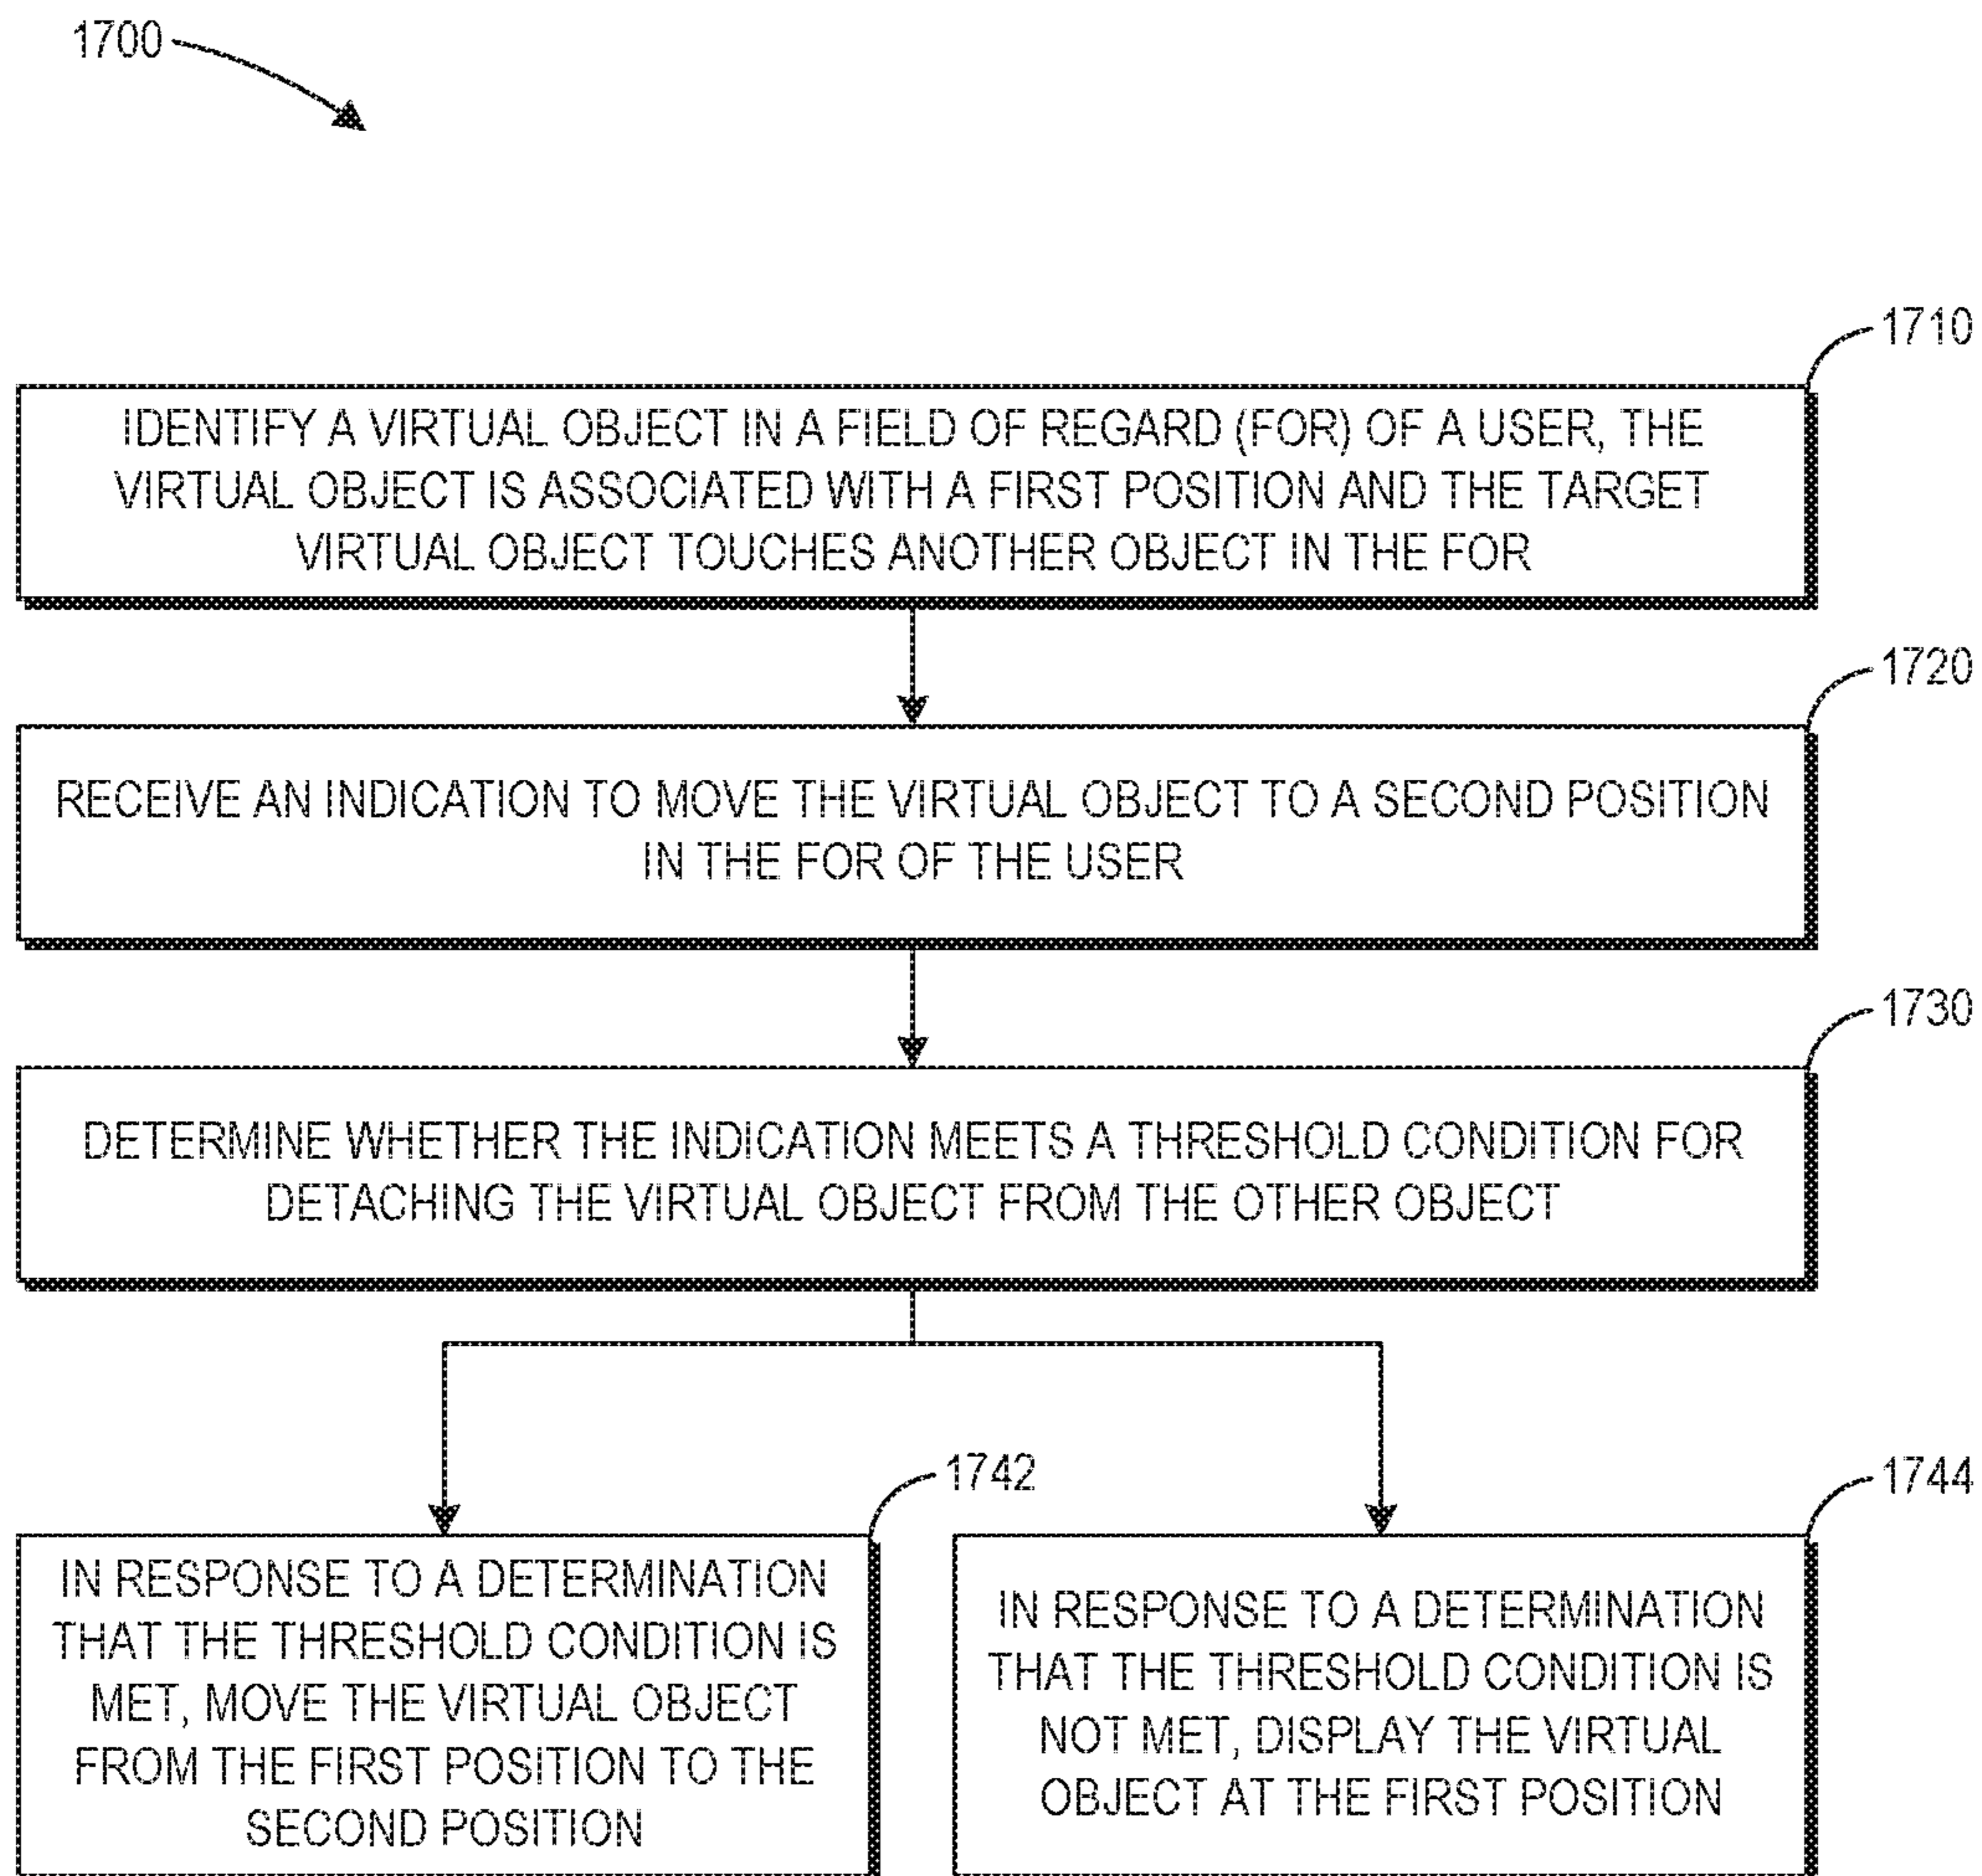 1700
1710
IDENTIFY A VIRTUAL OBJECT IN A FIELD OF REGARD (FOR) OF A USER, THE
VIRTUAL OBJECT IS ASSOCIATED WITH A FIRST POSITION AND THE TARGET
VIRTUAL OBJECT TOUCHES ANOTHER OBJECT IN THE FOR
1720
RECEIVE AN INDICATION TO MOVE THE VIRTUAL OBJECT TO A SECOND POSITION
IN THE FOR OF THE USER
1730
DETERMINE WHETHER THE INDICATION MEETS A THRESHOLD CONDITION FOR
DETACHING THE VIRTUAL OBJECT FROM THE OTHER OBJECT
1742
IN RESPONSE TO A DETERMINATION
THAT THE THRESHOLD CONDITION IS
MET, MOVE THE VIRTUAL OBJECT
FROM THE FIRST POSITION TO THE
SECOND POSITION
1744
IN RESPONSE TO A DETERMINATION
THAT THE THRESHOLD CONDITION IS
NOT MET, DISPLAY THE VIRTUAL
OBJECT AT THE FIRST POSITION